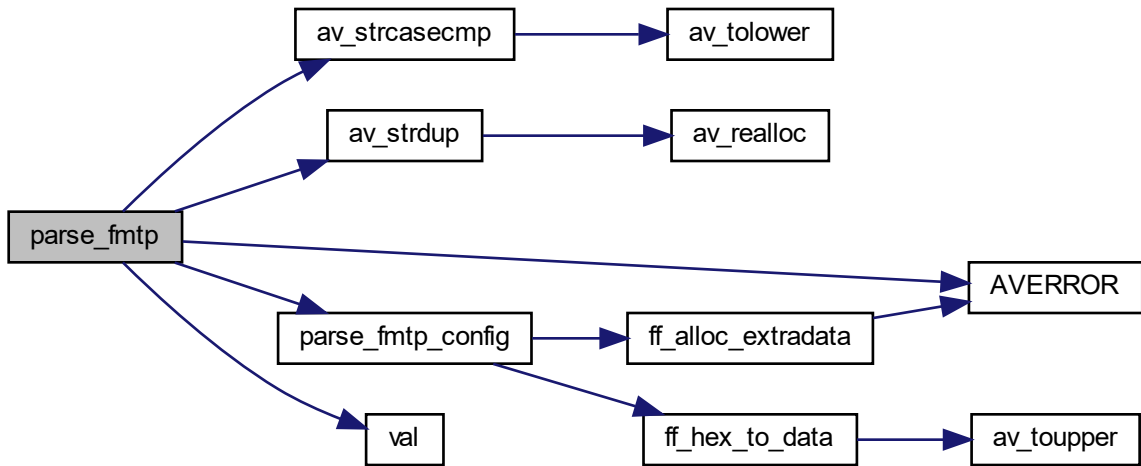 av_strcasecmp
av_tolower
av_strdup
av_realloc
parse_fmtp
AVERROR
parse_fmtp_config
ff_alloc_extradata
val
ff_hex_to_data
av_toupper